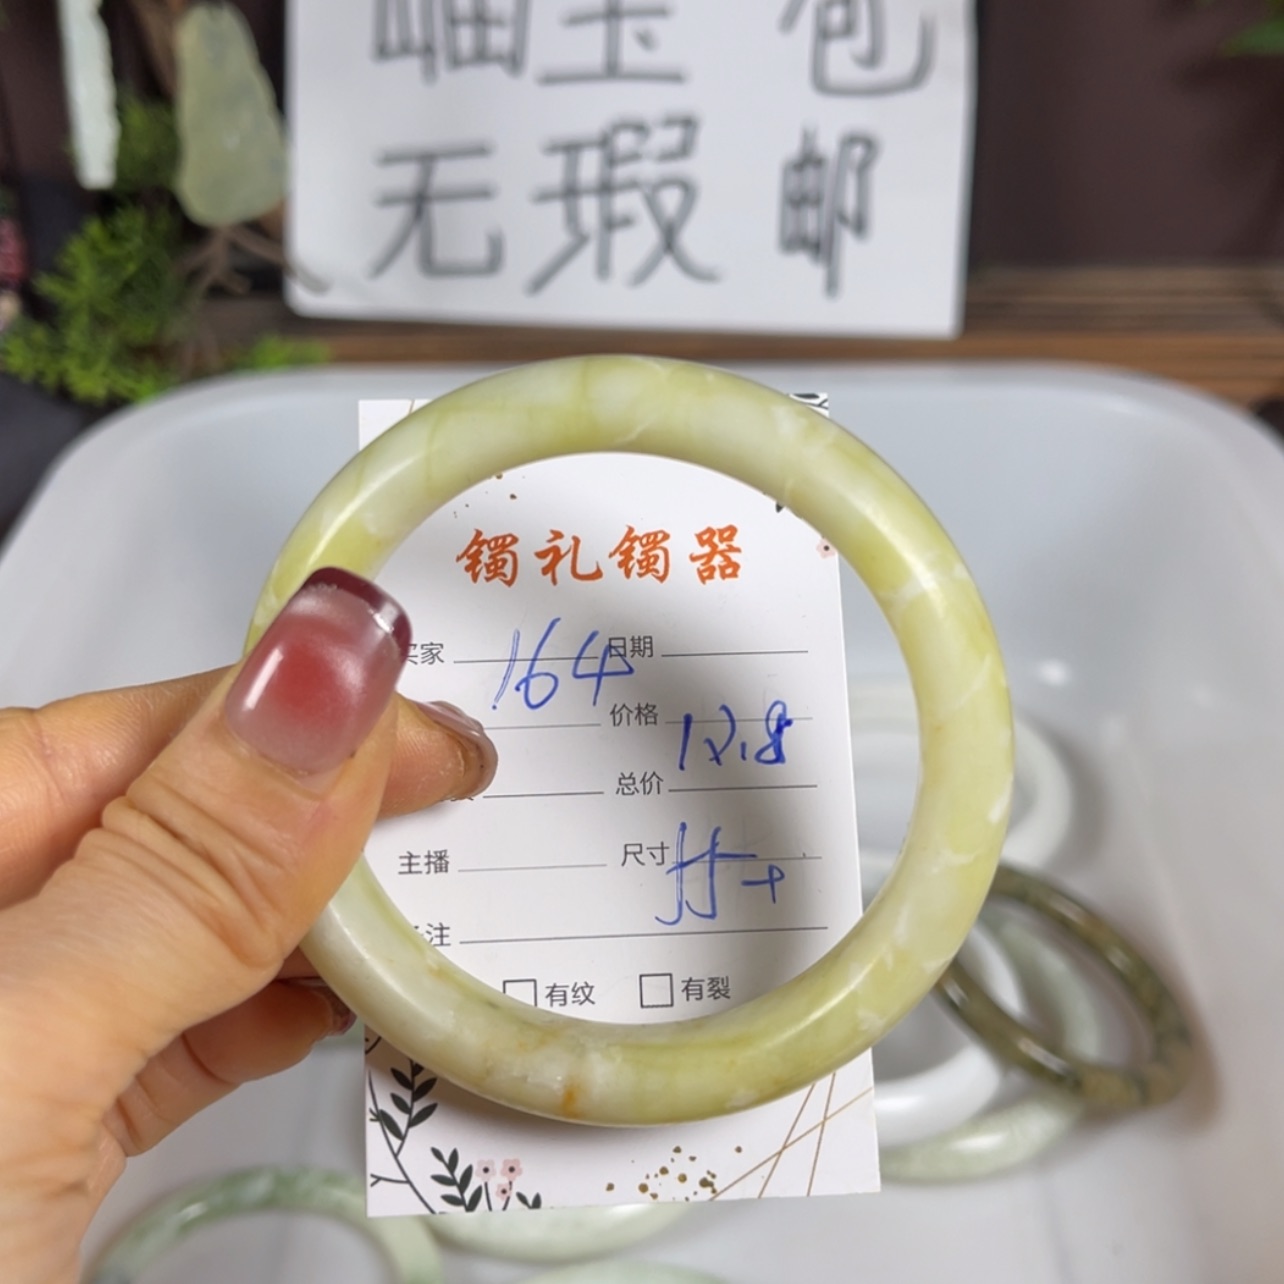 岫玉 包
无瑕 邮
镯礼镯器
买家 164 日期
价格 12.8
总价
主播 尺寸
注
有纹 有裂